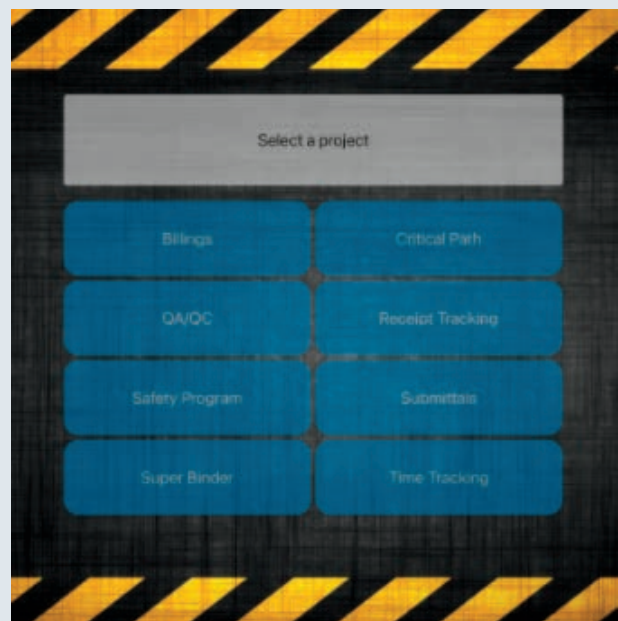 Select a project
Billings
Critical Path
QA/QC
Receipt Tracking
Safety Program
Submittals
Super Binder
Time Tracking